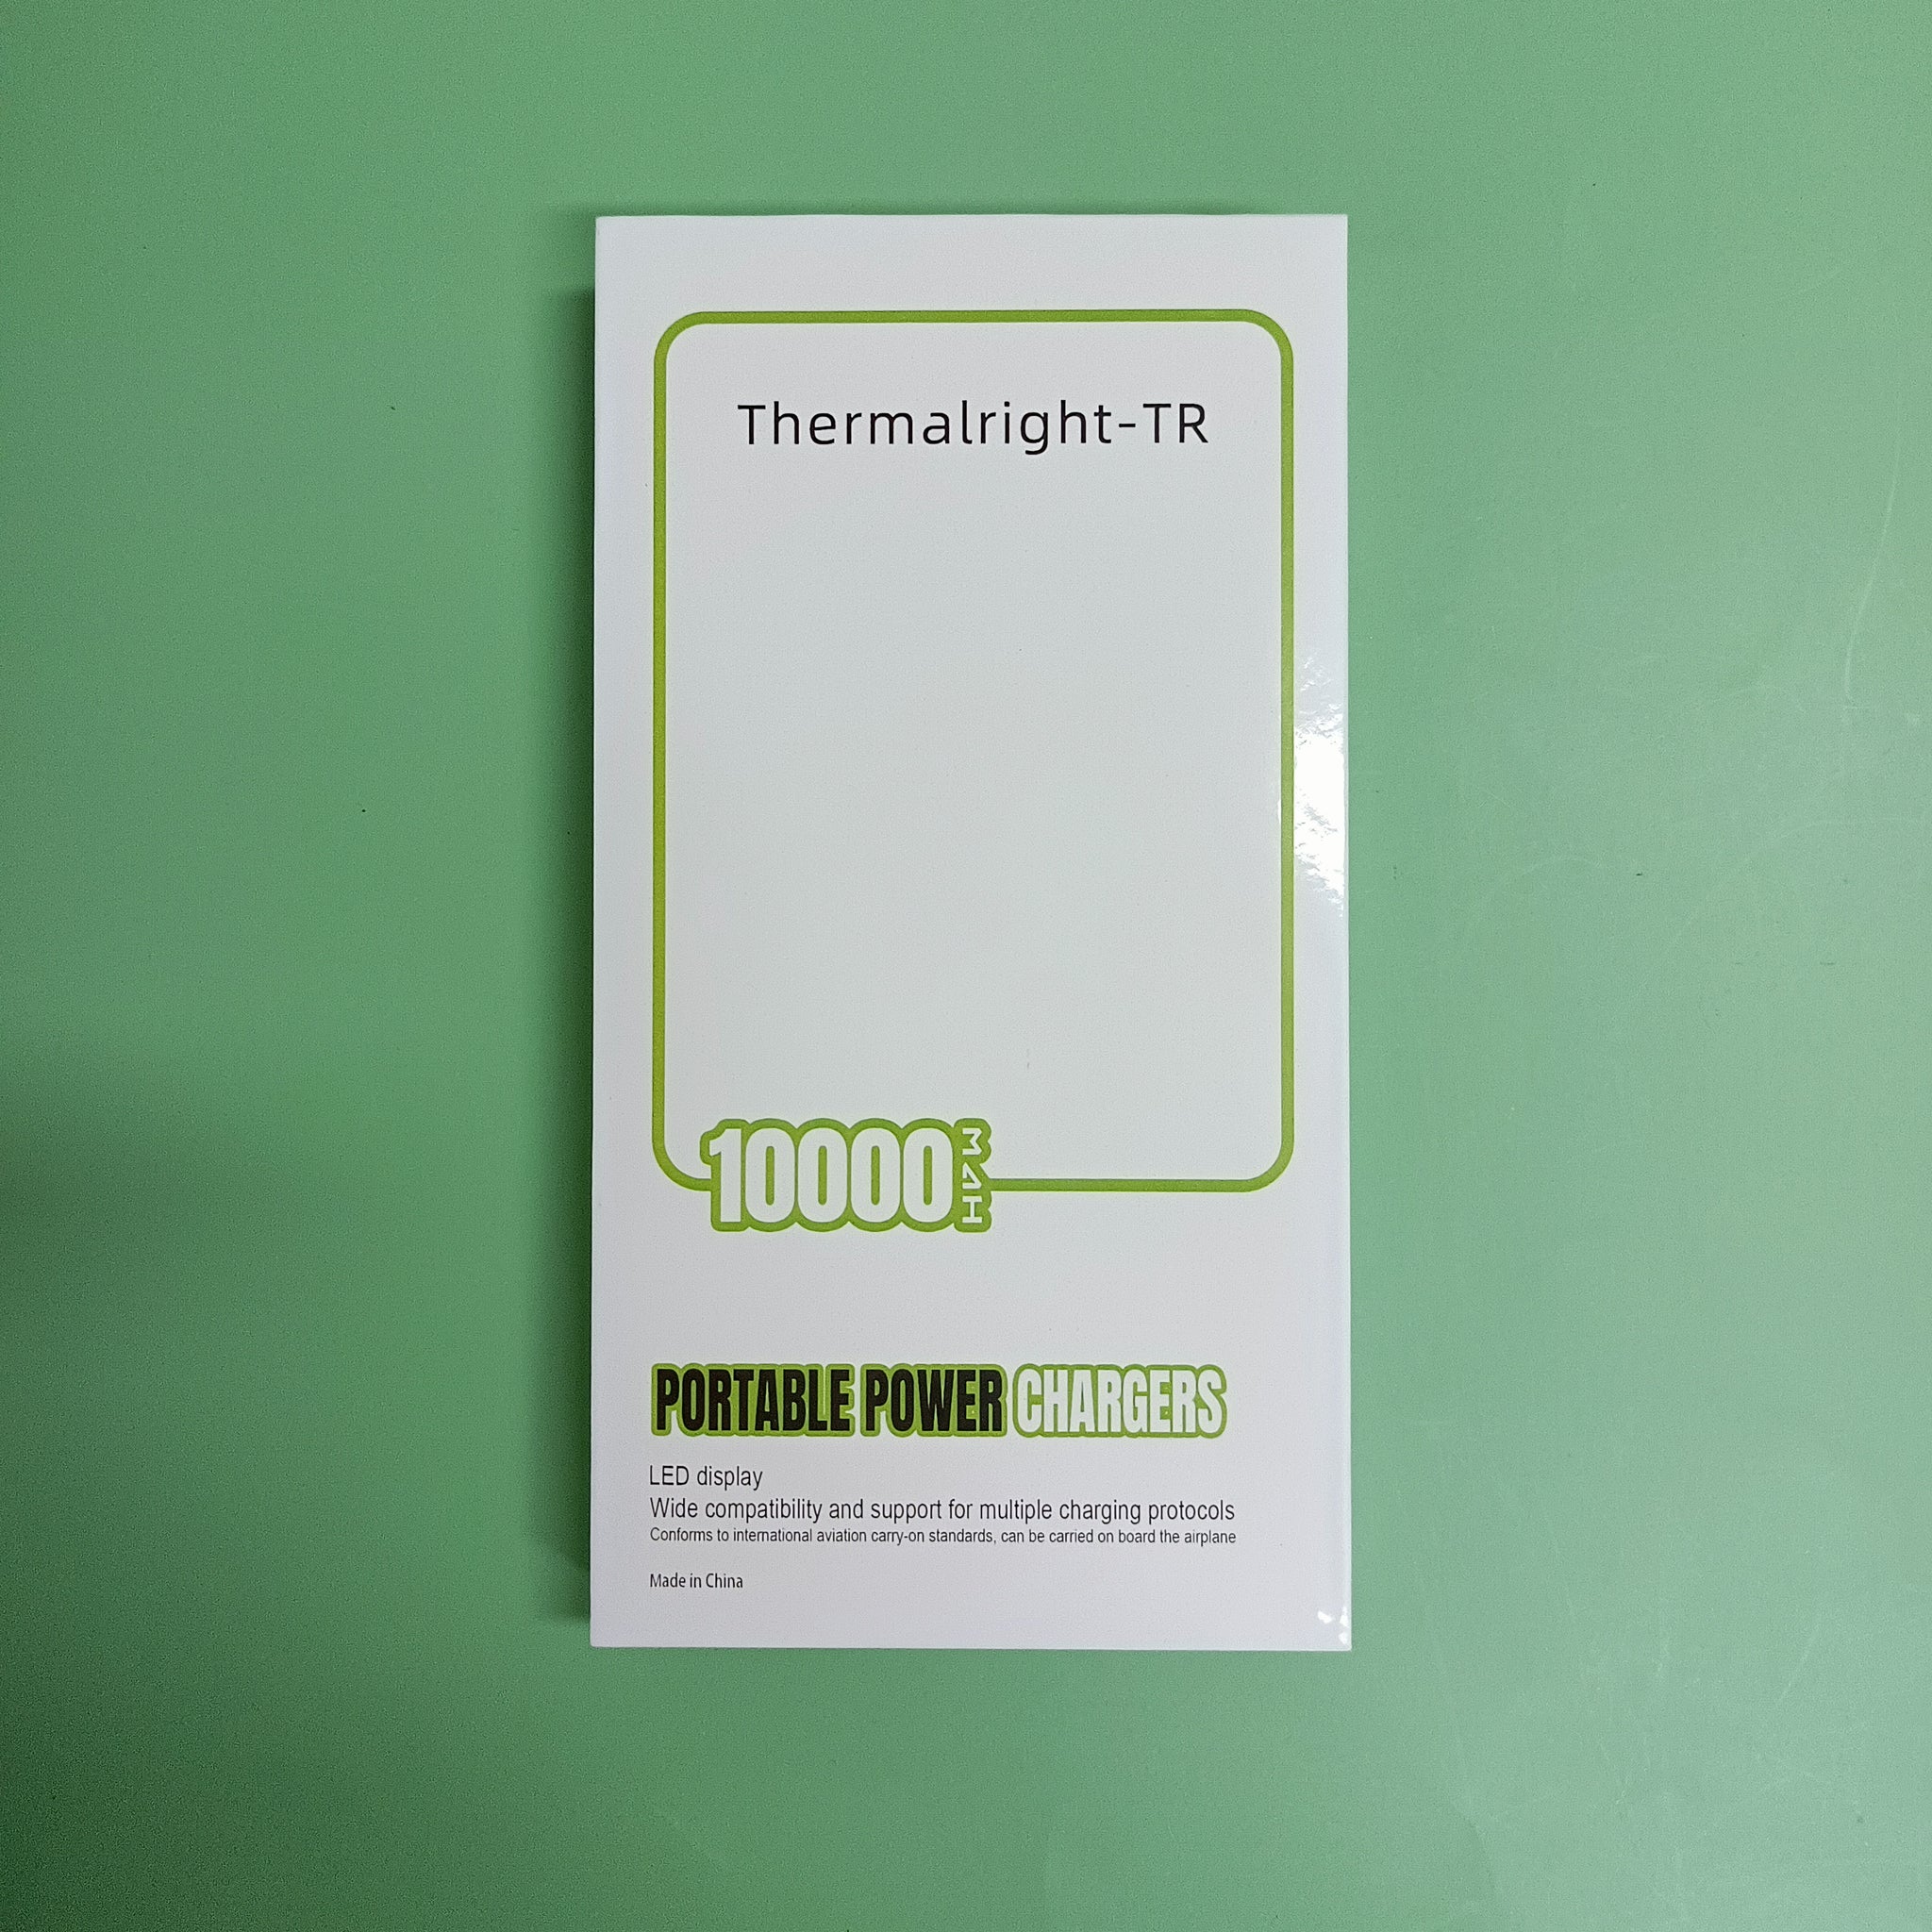 Thermalright-TR
10000 MAH
PORTABLE POWER CHARGERS
LED display
Wide compatibility and support for multiple charging protocols
Conforms to international aviation carry-on standards, can be carried on board the airplane
Made in China